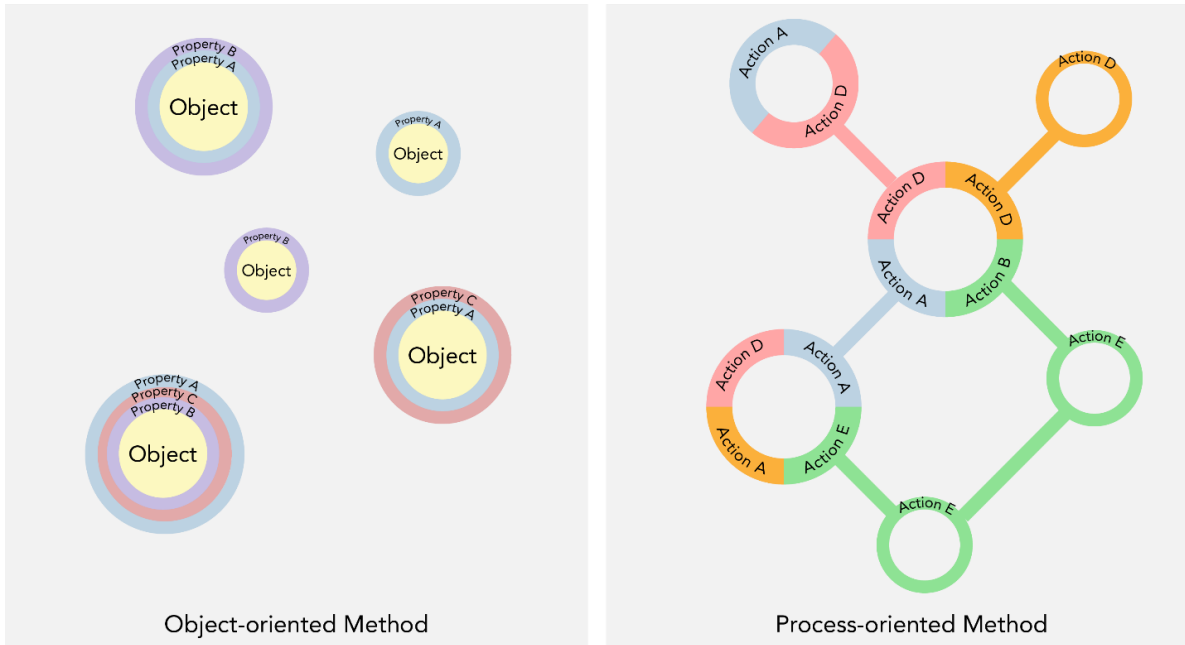 Property B
Property A
Object
Property A
Object
Property B
Object
Property C
Property A
Object
Property A
Property C
Property B
Object
Object-oriented Method
Action A
Action D
Action D
Action D
Action D
Action A
Action B
Action D
Action A
Action A
Action E
Action E
Action E
Process-oriented Method